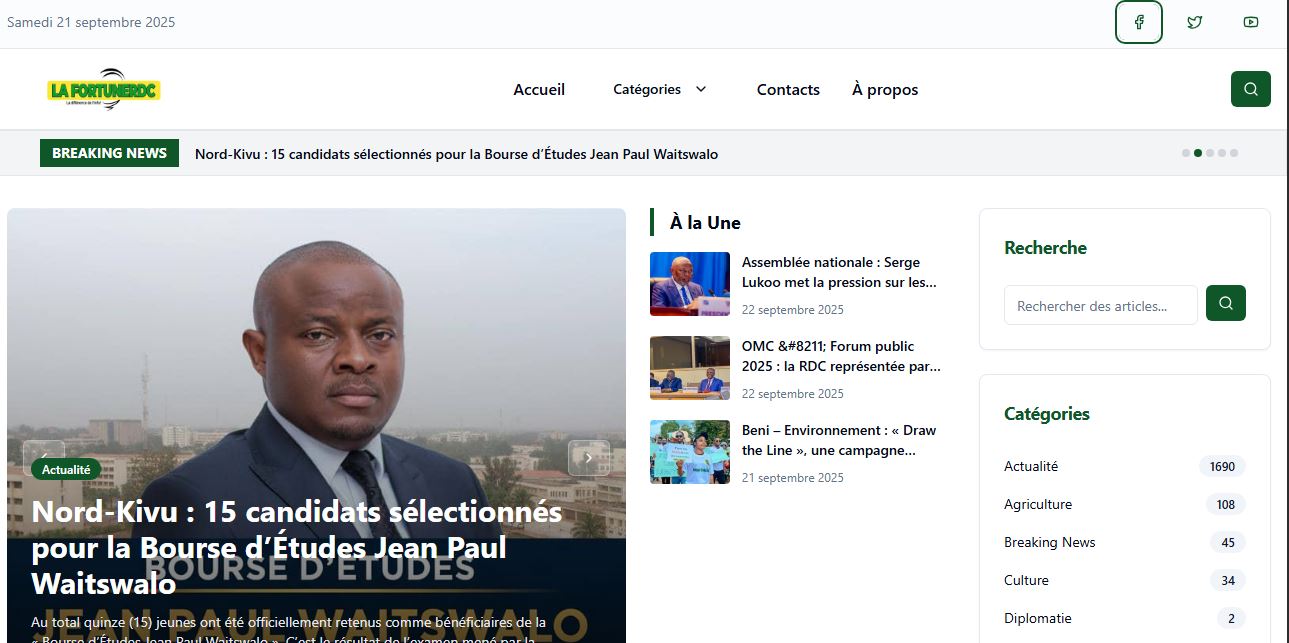 Samedi 21 septembre 2025
LA FORTUNERDC
Accueil
Catégories
Contacts
À propos
BREAKING NEWS
Nord-Kivu : 15 candidats sélectionnés pour la Bourse d’Études Jean Paul Waitswalo
Actualité
Nord-Kivu : 15 candidats sélectionnés
pour la Bourse d’Études Jean Paul
Waitswalo
BOURSE D’ETUDES
JEAN PAUL WAITSWALO
Au total quinze (15) jeunes ont été officiellement retenus comme bénéficiaires de la
« Bourse d’Études Jean Paul Waitswalo ». C’est le résultat de l’examen mené par la
À la Une
Assemblée nationale : Serge
Lukoo met la pression sur les...
22 septembre 2025
OMC &#8211; Forum public
2025 : la RDC représentée par...
22 septembre 2025
Beni – Environnement : « Draw
the Line », une campagne...
21 septembre 2025
Recherche
Rechercher des articles...
Catégories
Actualité 1690
Agriculture 108
Breaking News 45
Culture 34
Diplomatie 2